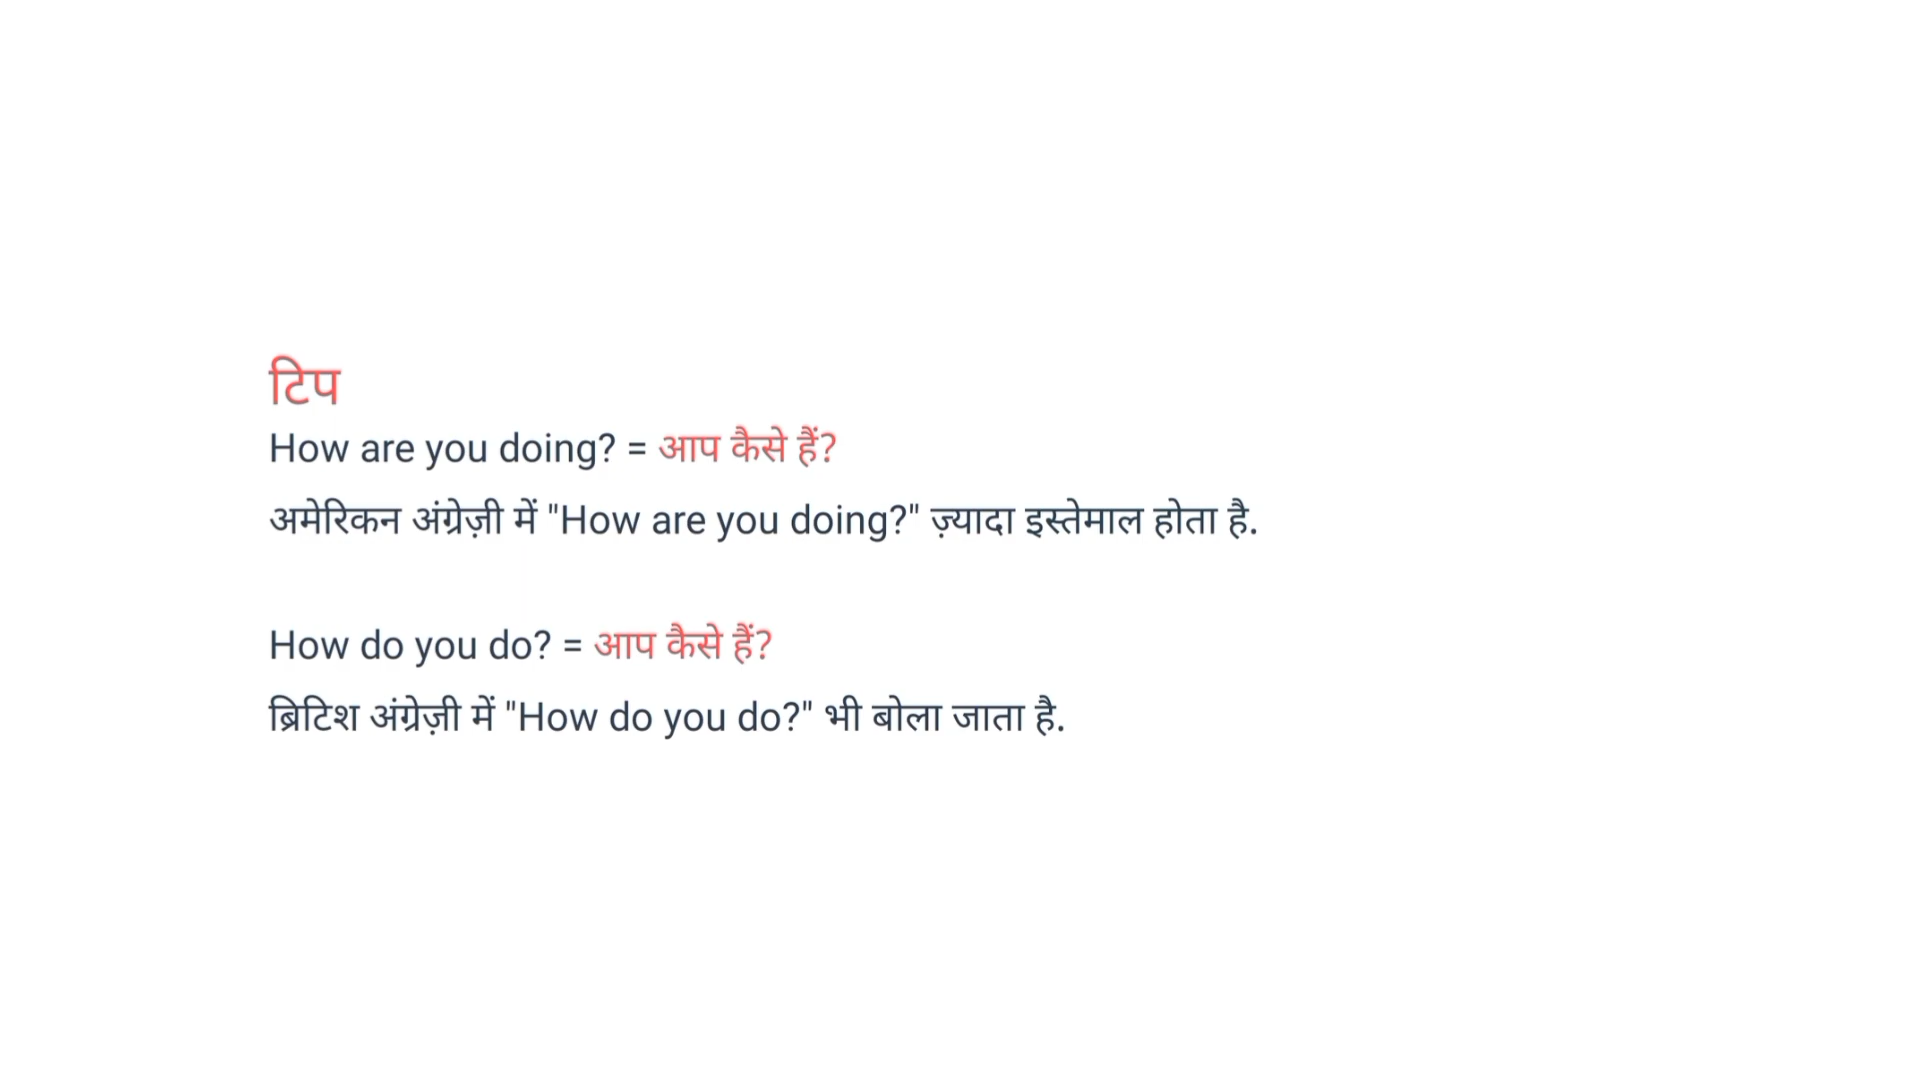 टिप
How are you doing? = आप कैसे हैं?
अमेरिकन अंग्रेज़ी में "How are you doing?" ज़्यादा इस्तेमाल होता है.
How do you do? = आप कैसे हैं?
ब्रिटिश अंग्रेज़ी में "How do you do?" भी बोला जाता है.